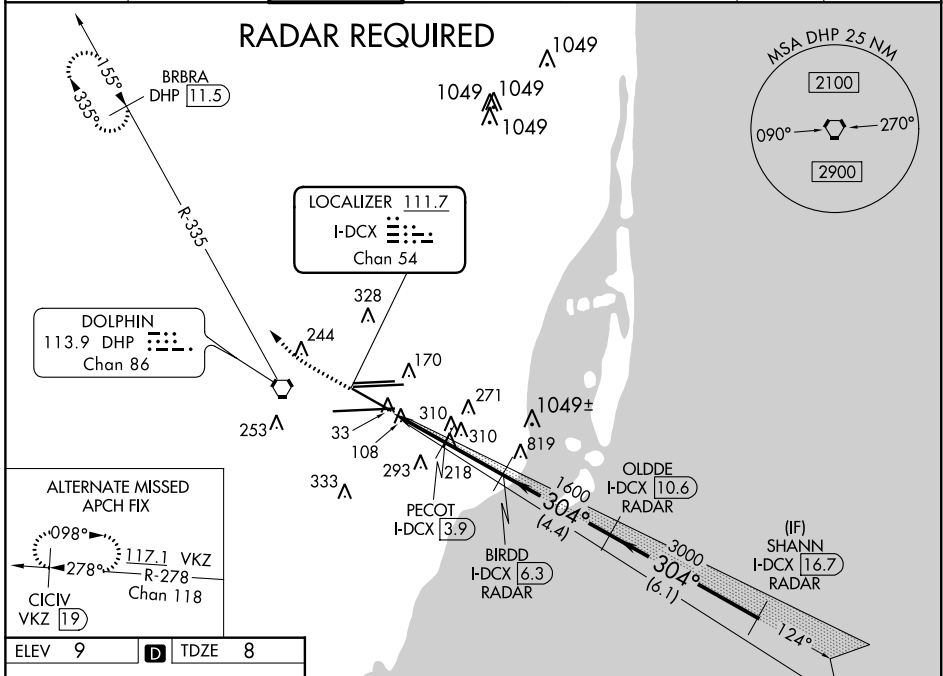 RADAR REQUIRED
1049
1049
1049
1049
MSA DHP 25 NM
2100
090°
270°
2900
155°
335°
BRBRA
DHP 11.5
R-335
LOCALIZER 111.7
I-DCX
Chan 54
DOLPHIN
113.9 DHP
Chan 86
328
244
170
253
33
108
310
271
310
1049±
819
293
218
333
PECOT
I-DCX 3.9
BIRDD
I-DCX 6.3
RADAR
1600
304°
(4.4)
OLDDE
I-DCX 10.6
RADAR
3000
304°
(6.1)
(IF)
SHANN
I-DCX 16.7
RADAR
124°
ALTERNATE MISSED
APCH FIX
098°
278°
117.1 VKZ
R-278
Chan 118
CICIV
VKZ 19
ELEV 9
D
TDZE 8